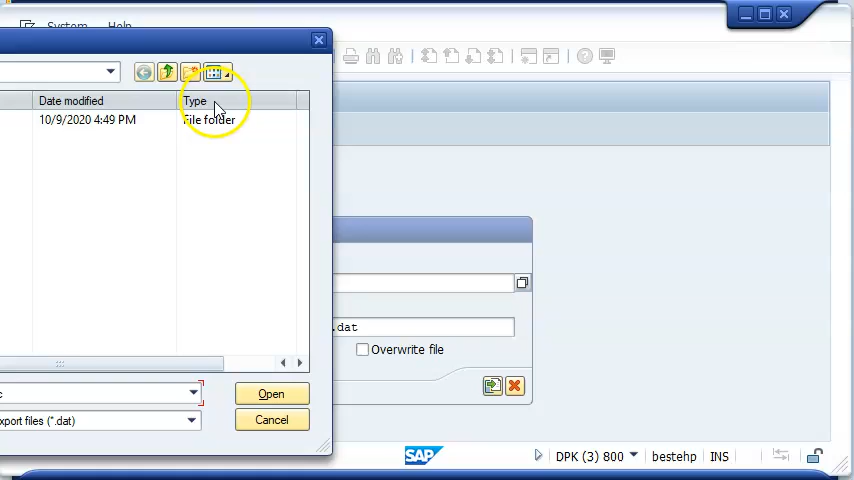 System Help
Date modified Type
10/9/2020 4:49 PM File folder
.dat
Overwrite file
c
Open
xport files (*.dat)
Cancel
SAP
DPK (3) 800 bestehp INS